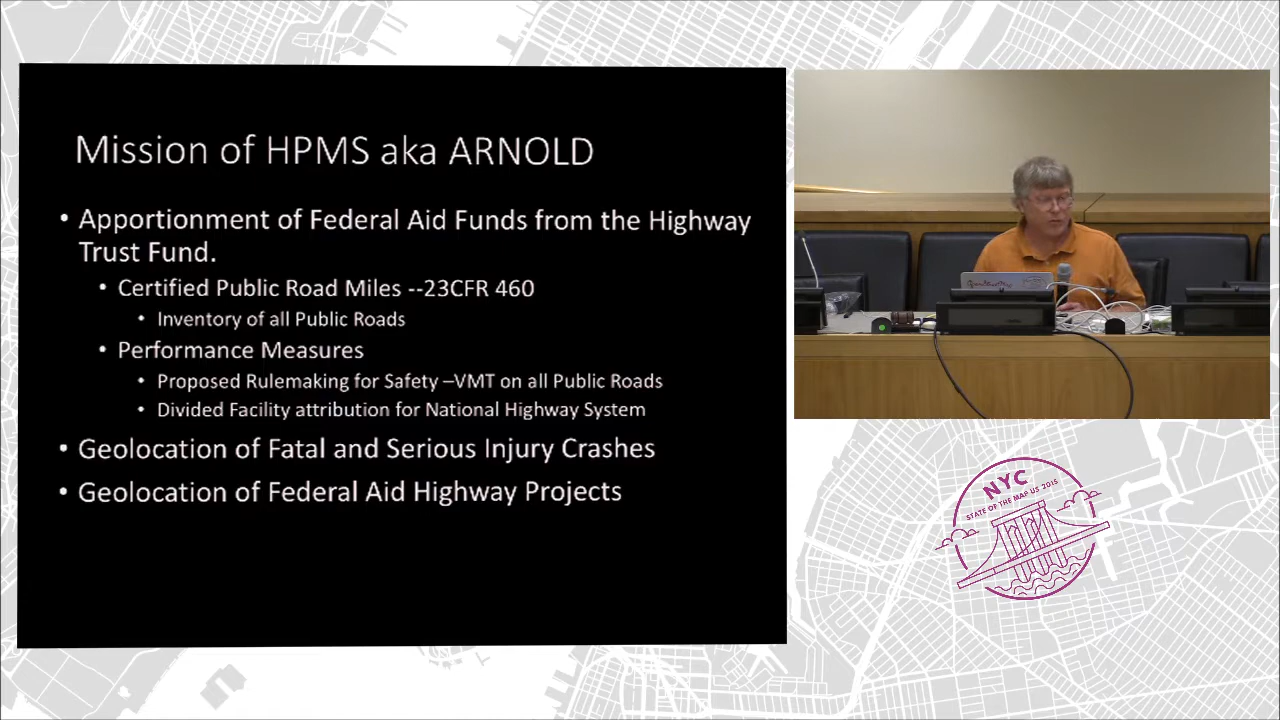 Mission of HPMS aka ARNOLD
• Apportionment of Federal Aid Funds from the Highway
Trust Fund.
• Certified Public Road Miles --23CFR 460
• Inventory of all Public Roads
• Performance Measures
• Proposed Rulemaking for Safety –VMT on all Public Roads
• Divided Facility attribution for National Highway System
• Geolocation of Fatal and Serious Injury Crashes
• Geolocation of Federal Aid Highway Projects
NYC
STATE OF THE MAP US 2015